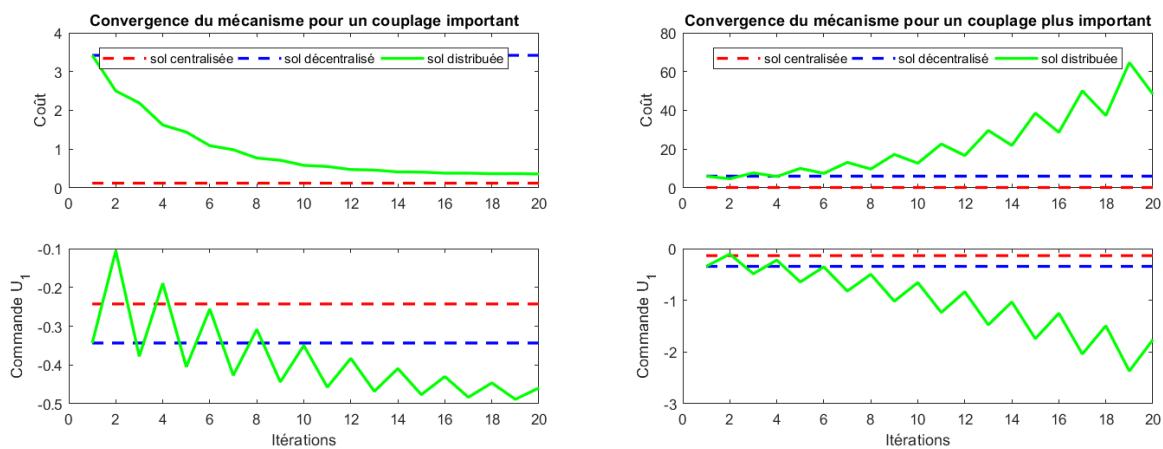 Convergence du mécanisme pour un couplage important
4
3
2
1
0
Coût
sol centralisée sol décentralisé sol distribuée
0 2 4 6 8 10 12 14 16 18 20
-0.1
-0.2
-0.3
-0.4
-0.5
Commande U1
0 2 4 6 8 10 12 14 16 18 20
Itérations
Convergence du mécanisme pour un couplage plus important
80
60
40
20
0
Coût
sol centralisée sol décentralisé sol distribuée
0 2 4 6 8 10 12 14 16 18 20
0
-1
-2
-3
Commande U1
0 2 4 6 8 10 12 14 16 18 20
Itérations